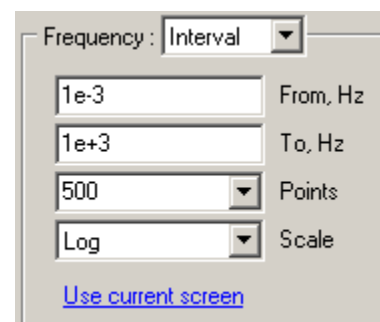 Frequency : Interval
1e-3 From, Hz
1e+3 To, Hz
500 Points
Log Scale
Use current screen